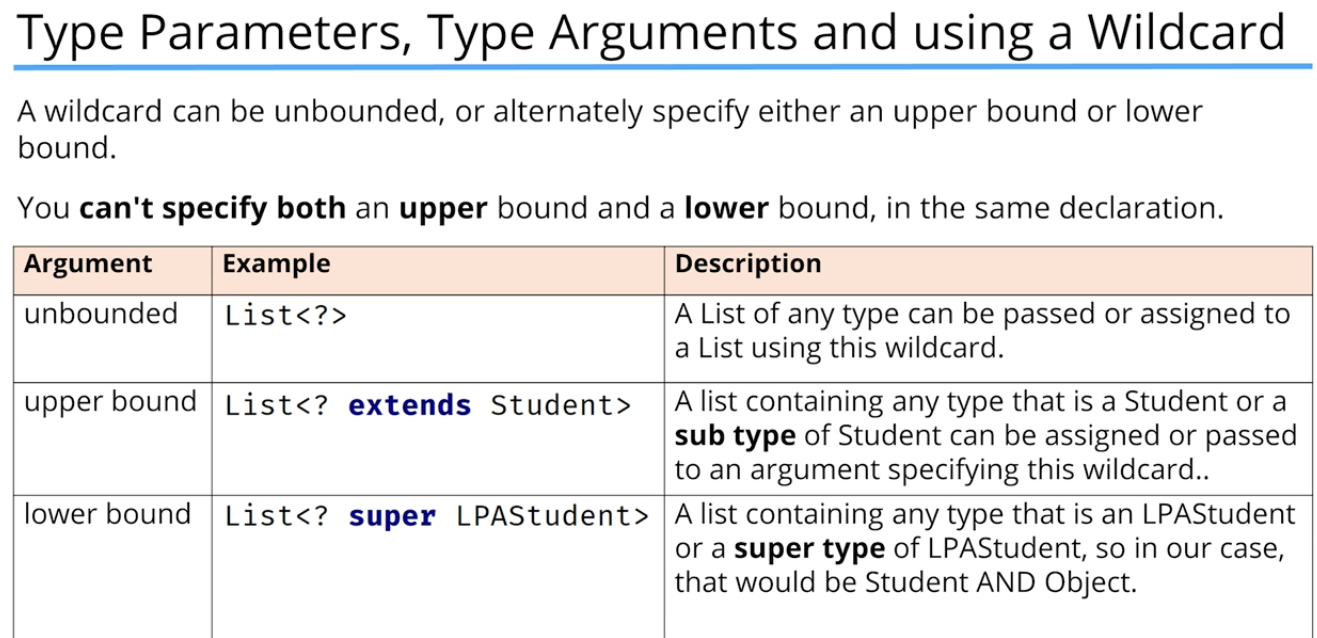 Type Parameters, Type Arguments and using a Wildcard
A wildcard can be unbounded, or alternately specify either an upper bound or lower
bound.
You can't specify both an upper bound and a lower bound, in the same declaration.
Argument
Example
Description
unbounded
List<?>
A List of any type can be passed or assigned to
a List using this wildcard.
upper bound
List<? extends Student>
A list containing any type that is a Student or a
sub type of Student can be assigned or passed
to an argument specifying this wildcard..
lower bound
List<? super LPAStudent>
A list containing any type that is an LPAStudent
or a super type of LPAStudent, so in our case,
that would be Student AND Object.